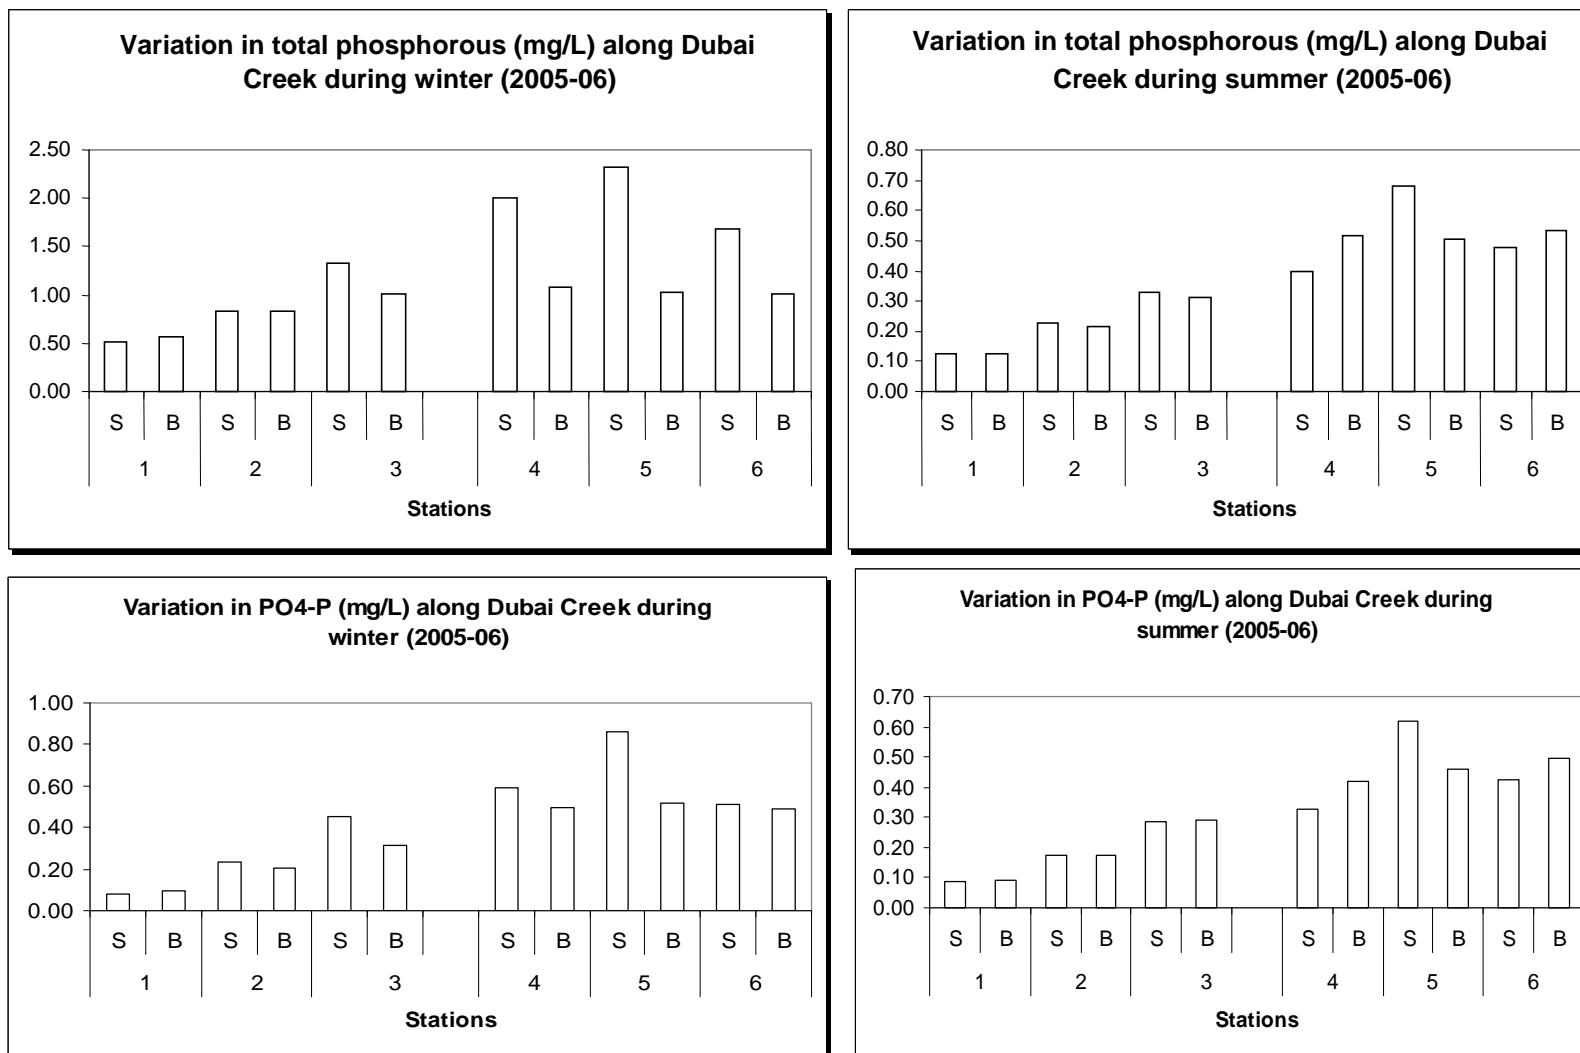 Variation in total phosphorous (mg/L) along Dubai
Creek during winter (2005-06)
2.50
2.00
1.50
1.00
0.50
0.00
S B S B S B S B S B S B
1 2 3 4 5 6
Stations
Variation in total phosphorous (mg/L) along Dubai
Creek during summer (2005-06)
0.80
0.70
0.60
0.50
0.40
0.30
0.20
0.10
0.00
S B S B S B S B S B S B
1 2 3 4 5 6
Stations
Variation in PO4-P (mg/L) along Dubai Creek during
winter (2005-06)
1.00
0.80
0.60
0.40
0.20
0.00
S B S B S B S B S B S B
1 2 3 4 5 6
Stations
Variation in PO4-P (mg/L) along Dubai Creek during
summer (2005-06)
0.70
0.60
0.50
0.40
0.30
0.20
0.10
0.00
S B S B S B S B S B S B
1 2 3 4 5 6
Stations